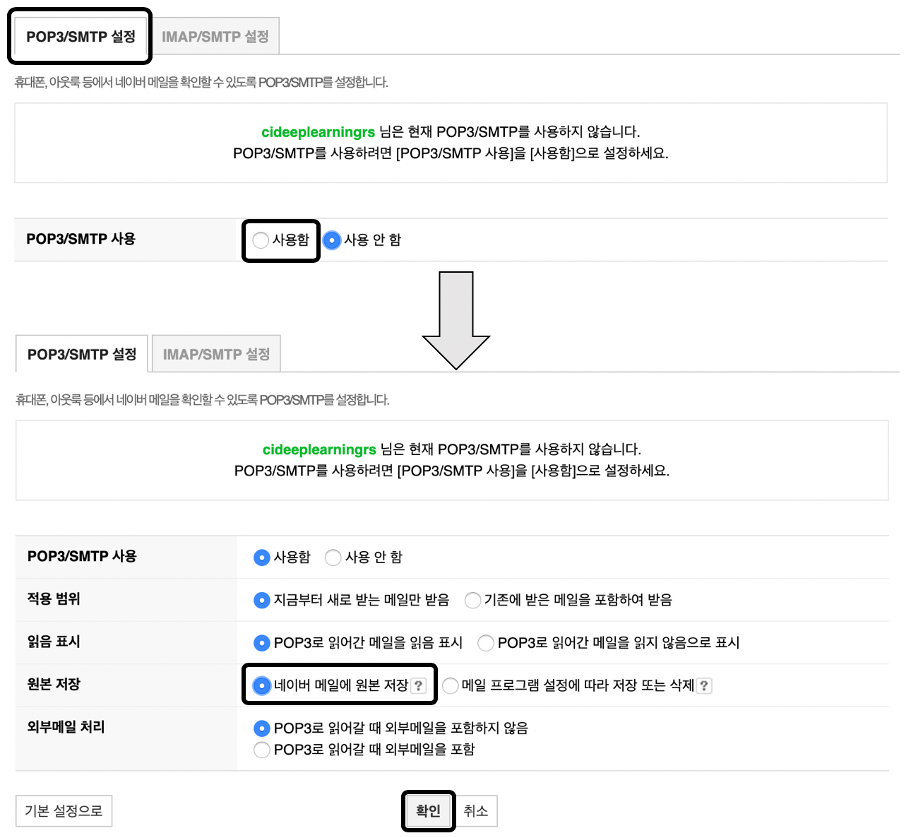 POP3/SMTP 설정 IMAP/SMTP 설정
휴대폰, 아웃룩 등에서 네이버 메일을 확인할 수 있도록 POP3/SMTP를 설정합니다.
cideeplearningrs 님은 현재 POP3/SMTP를 사용하지 않습니다.
POP3/SMTP를 사용하려면 [POP3/SMTP 사용]을 [사용함]으로 설정하세요.
POP3/SMTP 사용 사용함 사용 안 함
POP3/SMTP 설정 IMAP/SMTP 설정
휴대폰, 아웃룩 등에서 네이버 메일을 확인할 수 있도록 POP3/SMTP를 설정합니다.
cideeplearningrs 님은 현재 POP3/SMTP를 사용하지 않습니다.
POP3/SMTP를 사용하려면 [POP3/SMTP 사용]을 [사용함]으로 설정하세요.
POP3/SMTP 사용 사용함 사용 안 함
적용 범위 지금부터 새로 받는 메일만 받음 기존에 받은 메일을 포함하여 받음
읽음 표시 POP3로 읽어간 메일을 읽음 표시 POP3로 읽어간 메일을 읽지 않음으로 표시
원본 저장 네이버 메일에 원본 저장 ? 메일 프로그램 설정에 따라 저장 또는 삭제 ?
외부메일 처리 POP3로 읽어갈 때 외부메일을 포함하지 않음
POP3로 읽어갈 때 외부메일을 포함
기본 설정으로 확인 취소